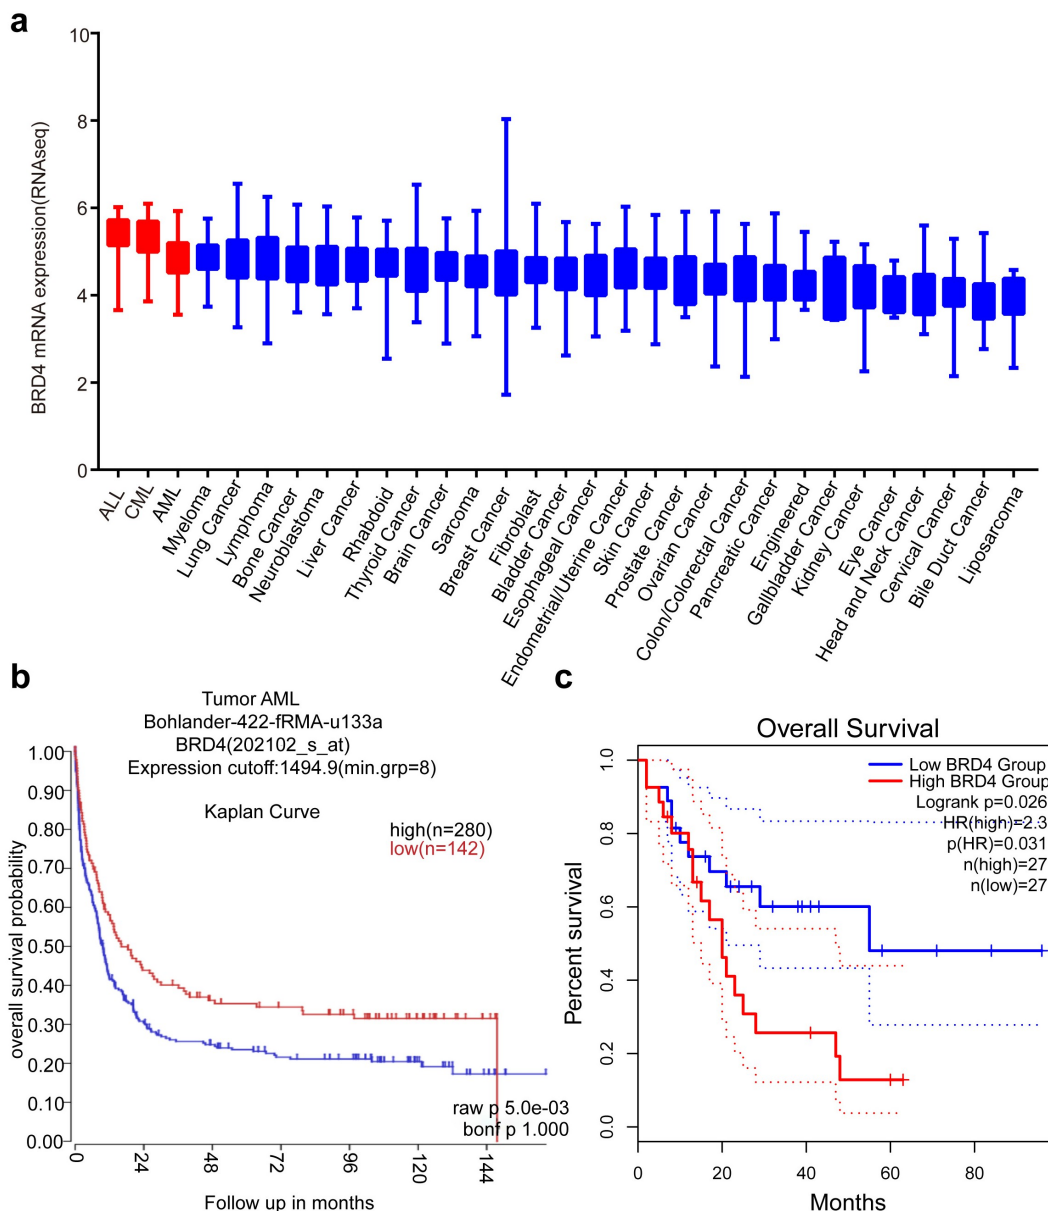 a
BRD4 mRNA expression(RNAseq)
10
8
6
4
2
0
ALL
CML
AML
Myeloma
Lung Cancer
Lymphoma
Bone Cancer
Neuroblastoma
Liver Cancer
Rhabdoid
Thyroid Cancer
Brain Cancer
Sarcoma
Breast Cancer
Fibroblast
Bladder Cancer
Esophageal Cancer
Endometrial/Uterine Cancer
Skin Cancer
Prostate Cancer
Ovarian Cancer
Colon/Colorectal Cancer
Pancreatic Cancer
Engineered
Gallbladder Cancer
Kidney Cancer
Eye Cancer
Head and Neck Cancer
Cervical Cancer
Bile Duct Cancer
Liposarcoma
b
Tumor AML
Bohlander-422-fRMA-u133a
BRD4(202102_s_at)
Expression cutoff:1494.9(min.grp=8)
Kaplan Curve
high(n=280)
low(n=142)
overall survival probability
1.00
0.90
0.80
0.70
0.60
0.50
0.40
0.30
0.20
0.10
0.00
raw p 5.0e-03
bonf p 1.000
0 24 48 72 96 120 144
Follow up in months
c
Overall Survival
Low BRD4 Group
High BRD4 Group
Logrank p=0.026
HR(high)=2.3
p(HR)=0.031
n(high)=27
n(low)=27
Percent survival
1.0
0.8
0.6
0.4
0.2
0.0
0 20 40 60 80
Months